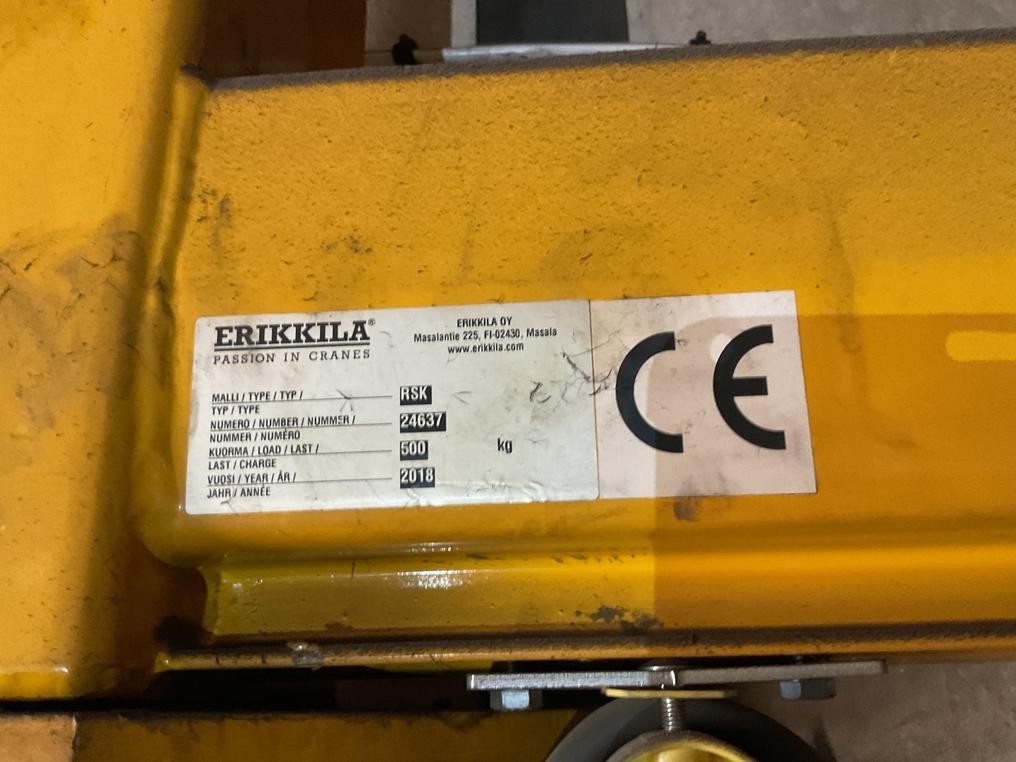 ERIKKILA®
PASSION IN CRANES
ERIKKILA OY
Masalantie 225, FI-02430, Masala
www.erikkila.com
MALLI / TYPE / TYP / RSK
TYP / TYPE
NUMERO / NUMBER / NUMMER / 24637
NUMMER / NUMÉRO
KUORMA / LOAD / LAST / 500 kg
LAST / CHARGE
VUOSI / YEAR / ÅR / 2018
JAHR / ANNÉE
CE